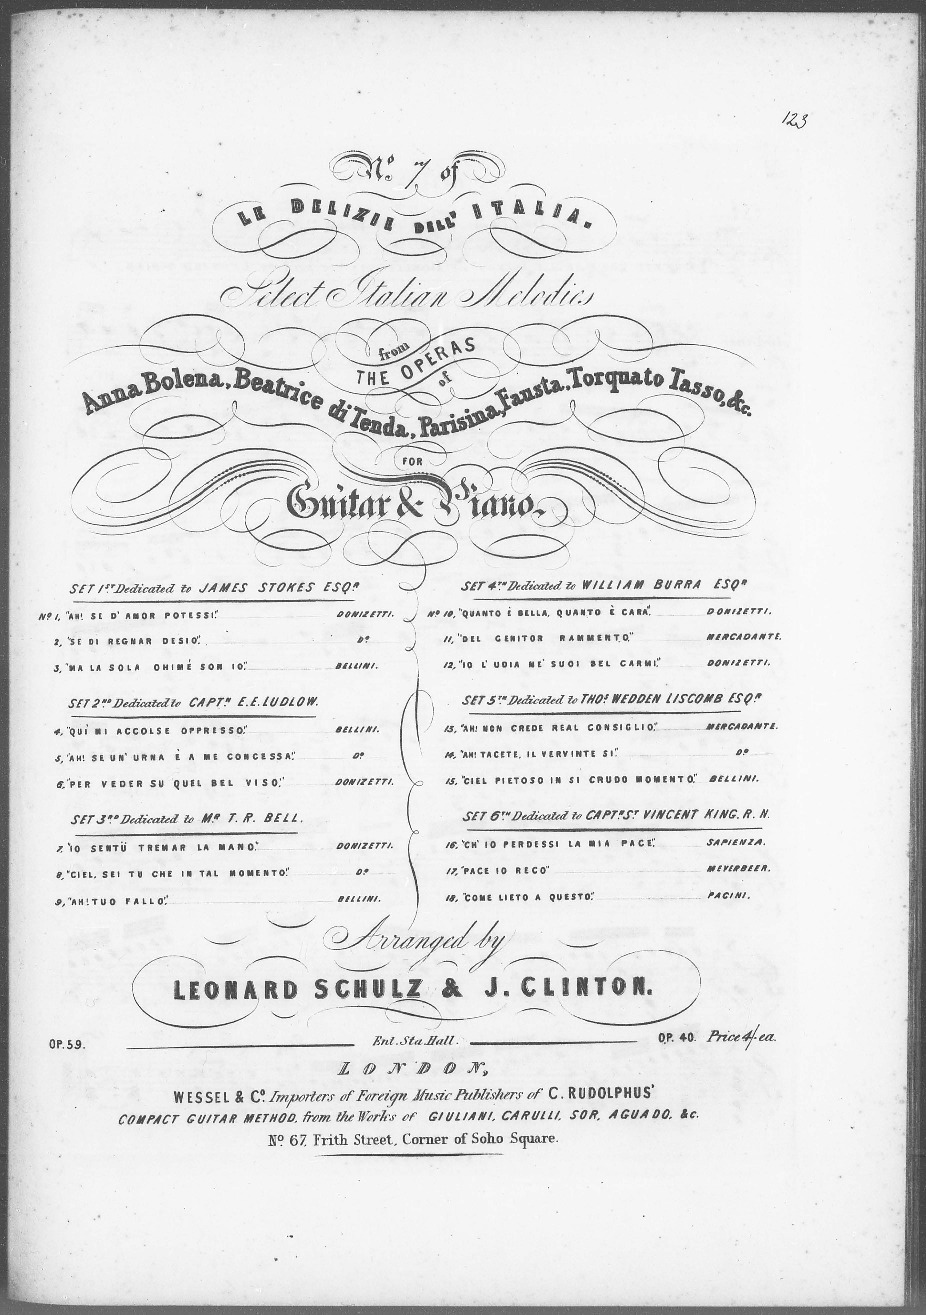 123
No. 7 of
LE DELIZIE DELL' ITALIA.
Select Italian Melodies
from
THE OPERAS
of
Anna Bolena, Beatrice di Tenda, Parisina, Fausta, Torquato Tasso, &c.
FOR
Guitar & Piano.
SET 1ST Dedicated to JAMES STOKES ESQR
No 1, "AH! SE D' AMOR POTESSI." DONIZETTI.
2, "SE DI REGNAR DESIO". Do
3, "MA LA SOLA OHIMÉ SON IO." BELLINI.
SET 2ND Dedicated to CAPTN E.E. LUDLOW.
4, "QUI MI ACCOLSE OPPRESSO." BELLINI.
5, "AH! SE UN' URNA È A ME CONCESSA." Do
6, "PER VEDER SU QUEL BEL VISO." DONIZETTI.
SET 3RD Dedicated to MR T. R. BELL.
7, "IO SENTÜ TREMAR LA MANO." DONIZETTI.
8, "CIEL, SEI TU CHE IN TAL MOMENTO." Do
9, "AH! TUO FALLO." BELLINI.
SET 4TH Dedicated to WILLIAM BURRA ESQR
No 10, "QUANTO È BELLA, QUANTO È CARA". DONIZETTI.
11, "DEL GENITOR RAMMENTO." MERCADANTE.
12, "IO L' UDIA NE' SUOI BEL CARMI." DONIZETTI.
SET 5TH Dedicated to THOS WEDDEN LISCOMB ESQR
13, "AH! NON CREDE REAL CONSIGLIO." MERCADANTE.
14, "AH! TACETE, IL VERVINTE SI." Do
15, "CIEL PIETOSO IN SI CRUDO MOMENTO." BELLINI.
SET 6TH Dedicated to CAPTN ST VINCENT KING. R. N.
16, "CH' IO PERDESSI LA MIA PACE." SAPIENZA.
17, "PACE IO RECO" MEYERBEER.
18, "COME LIETO A QUESTO." PACINI.
Arranged by
LEONARD SCHULZ & J. CLINTON.
OP. 59. Ent. Sta. Hall. OP. 40. Price 4/- ea.
LONDON,
WESSEL & Co. Importers of Foreign Music Publishers of C. RUDOLPHUS'
COMPACT GUITAR METHOD, from the Works of GIULIANI, CARULLI, SOR, AGUADO, &c.
No 67, Frith Street, Corner of Soho Square.